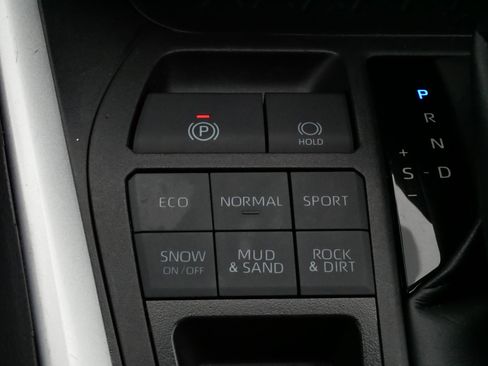 P
HOLD
ECO NORMAL SPORT
SNOW
ON/OFF
MUD
& SAND
ROCK
& DIRT
P
R
N
+
S - D
−